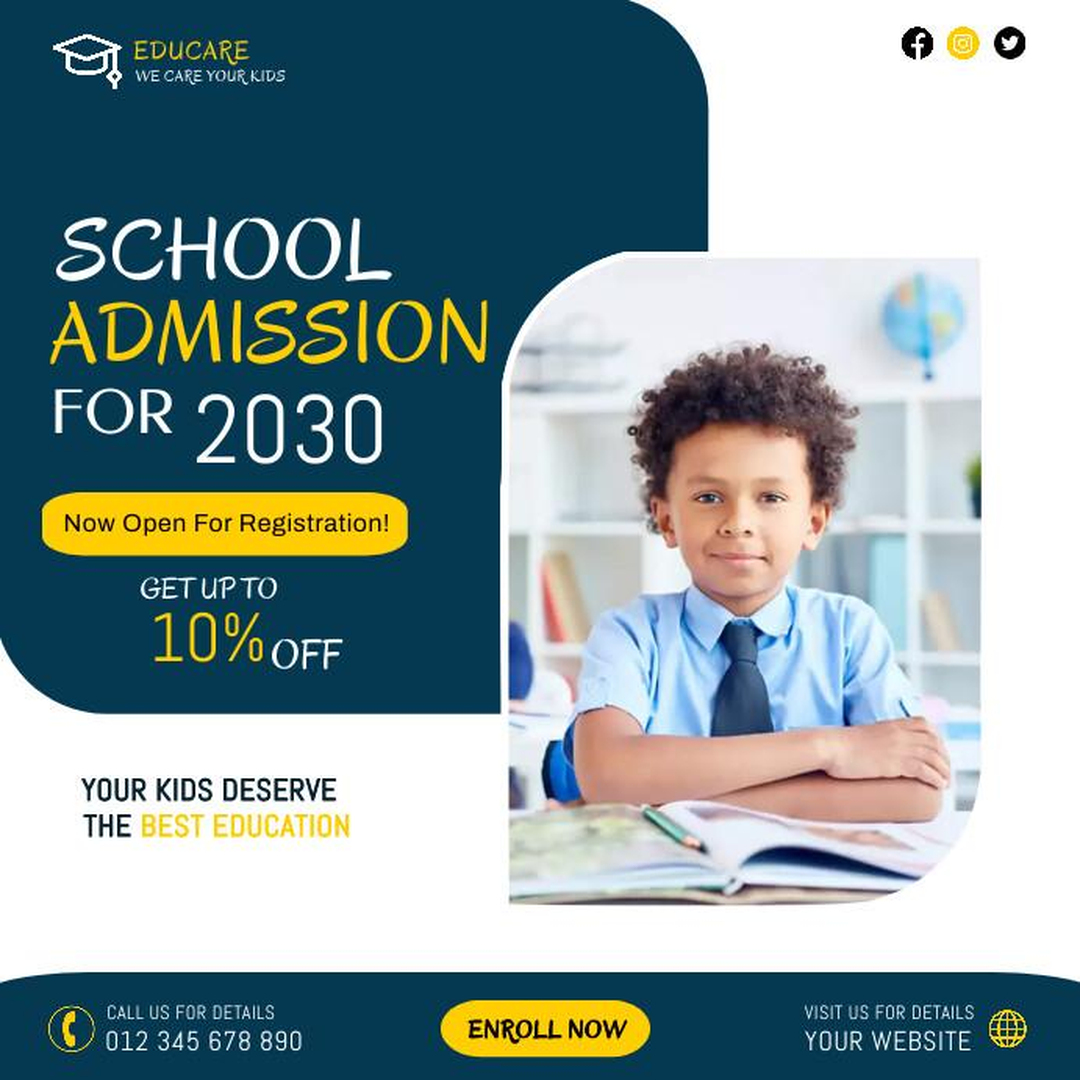 EDUCARE
WE CARE YOUR KIDS
SCHOOL
ADMISSION
FOR 2030
Now Open For Registration!
GET UP TO
10% OFF
YOUR KIDS DESERVE
THE BEST EDUCATION
CALL US FOR DETAILS
012 345 678 890
ENROLL NOW
VISIT US FOR DETAILS
YOUR WEBSITE